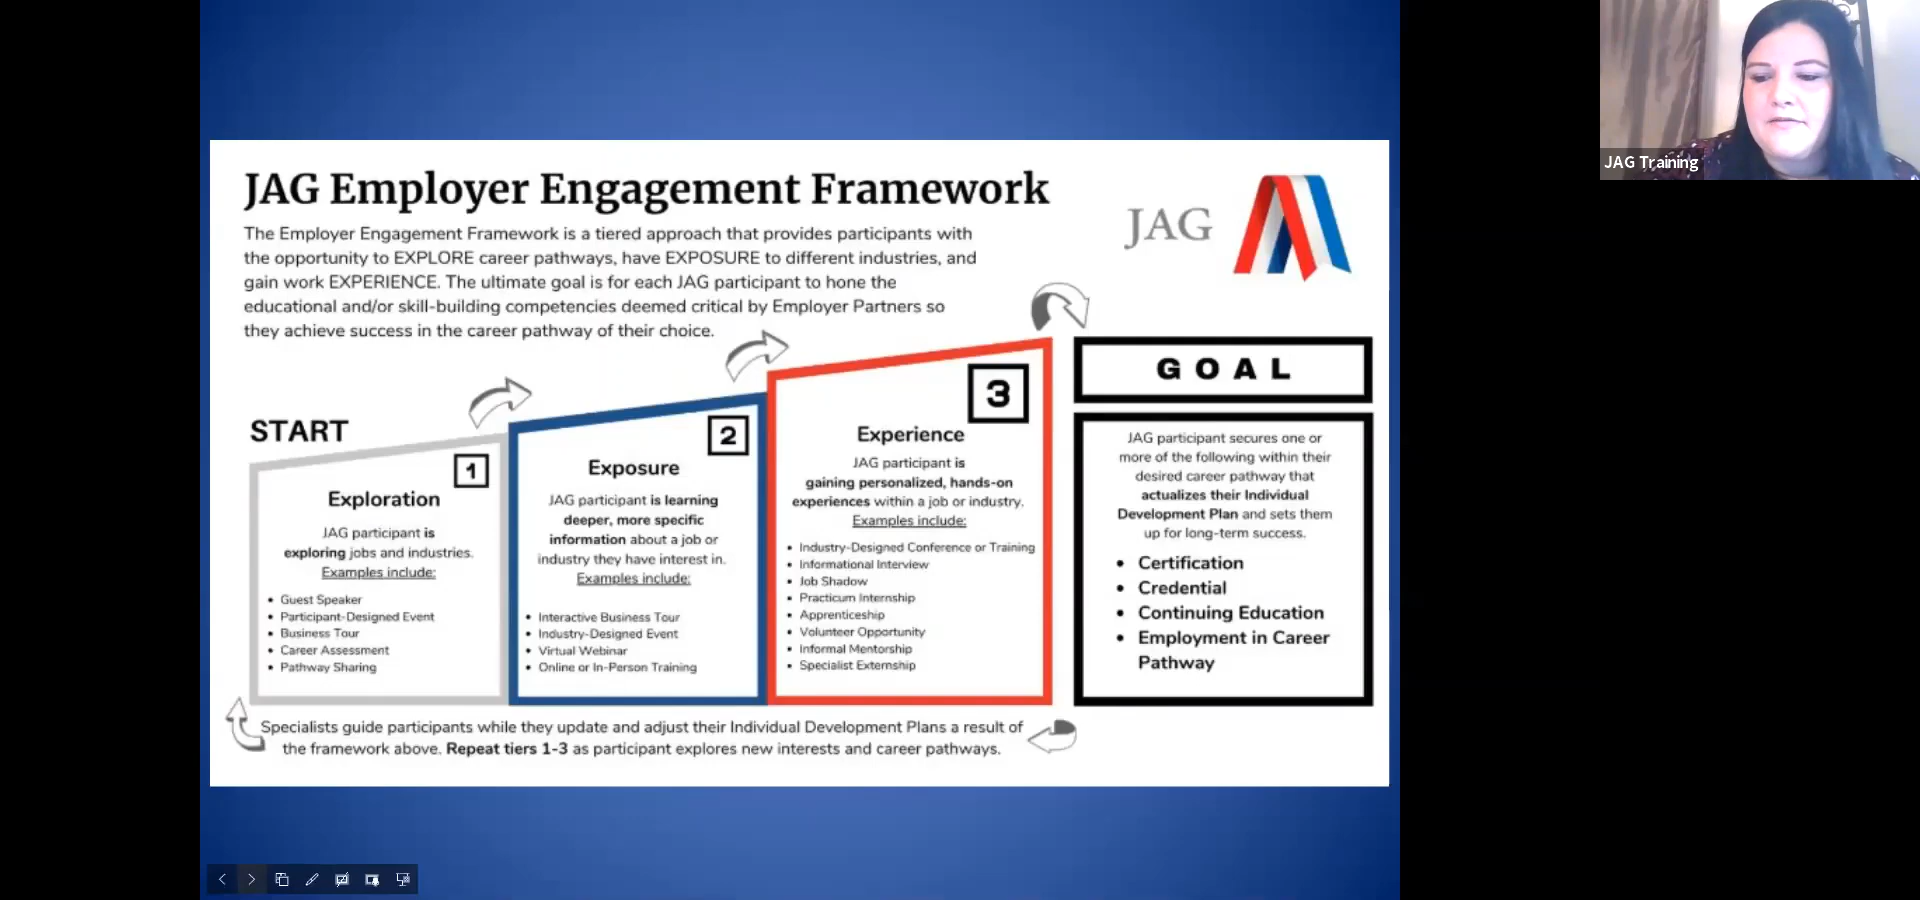 JAG Employer Engagement Framework
The Employer Engagement Framework is a tiered approach that provides participants with
the opportunity to EXPLORE career pathways, have EXPOSURE to different industries, and
gain work EXPERIENCE. The ultimate goal is for each JAG participant to hone the
educational and/or skill-building competencies deemed critical by Employer Partners so
they achieve success in the career pathway of their choice.
JAG
START
1
Exploration
JAG participant is
exploring jobs and industries.
Examples include:
• Guest Speaker
• Participant-Designed Event
• Business Tour
• Career Assessment
• Pathway Sharing
2
Exposure
JAG participant is learning
deeper, more specific
information about a job or
industry they have interest in.
Examples include:
• Interactive Business Tour
• Industry-Designed Event
• Virtual Webinar
• Online or In-Person Training
3
Experience
JAG participant is
gaining personalized, hands-on
experiences within a job or industry.
Examples include:
• Industry-Designed Conference or Training
• Informational Interview
• Job Shadow
• Practicum Internship
• Apprenticeship
• Volunteer Opportunity
• Informal Mentorship
• Specialist Externship
GOAL
JAG participant secures one or
more of the following within their
desired career pathway that
actualizes their Individual
Development Plan and sets them
up for long-term success.
• Certification
• Credential
• Continuing Education
• Employment in Career
Pathway
Specialists guide participants while they update and adjust their Individual Development Plans a result of
the framework above. Repeat tiers 1-3 as participant explores new interests and career pathways.
JAG Training